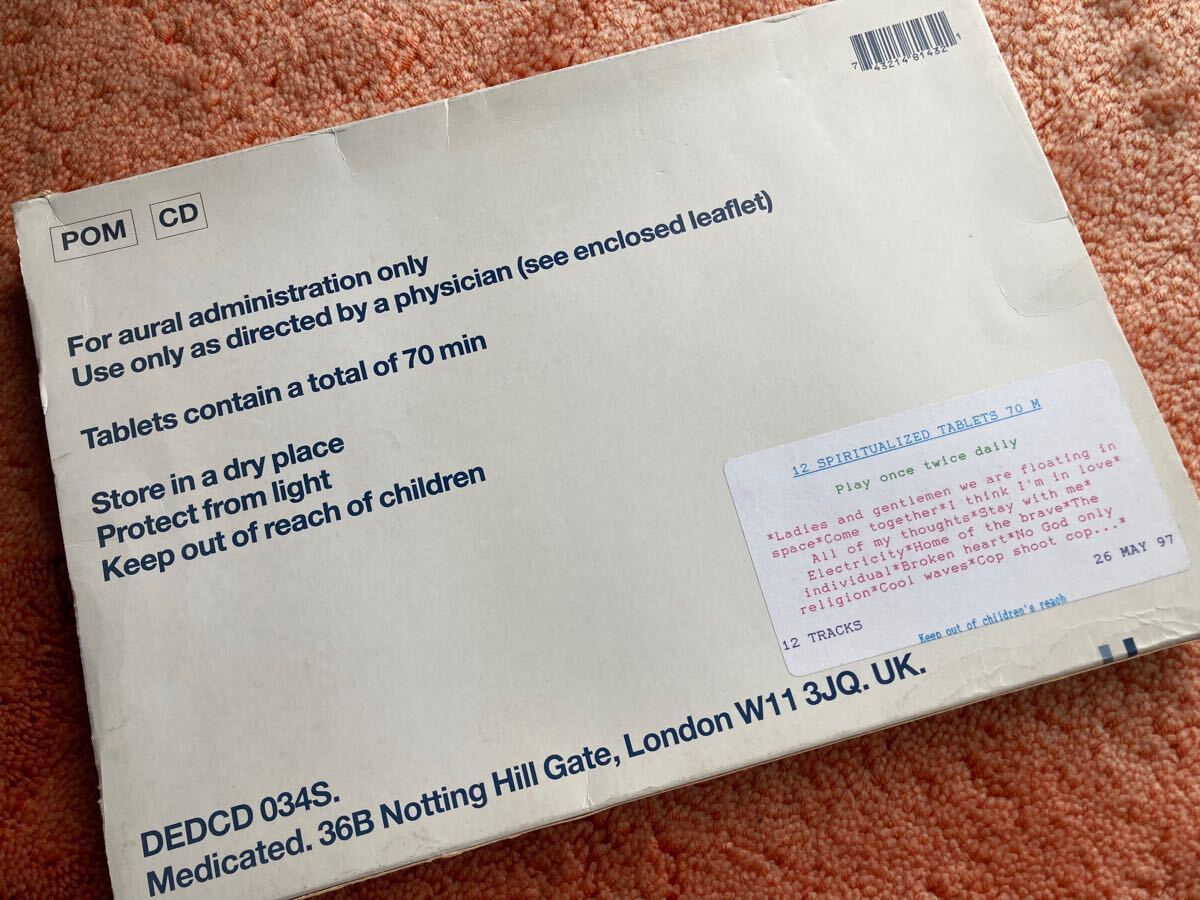 7 43214 81432 1
POM CD
For aural administration only
Use only as directed by a physician (see enclosed leaflet)
Tablets contain a total of 70 min
Store in a dry place
Protect from light
Keep out of reach of children
12 SPIRITUALIZED TABLETS 70 M
Play once twice daily
*Ladies and gentlemen we are floating in
space*Come together*I think I'm in love*
All of my thoughts*Stay with me*
Electricity*Home of the brave*The
individual*Broken heart*No God only
religion*Cool waves*Cop shoot cop...*
26 MAY 97
12 TRACKS
Keep out of children's reach
DEDCD 034S.
Medicated. 36B Notting Hill Gate, London W11 3JQ. UK.